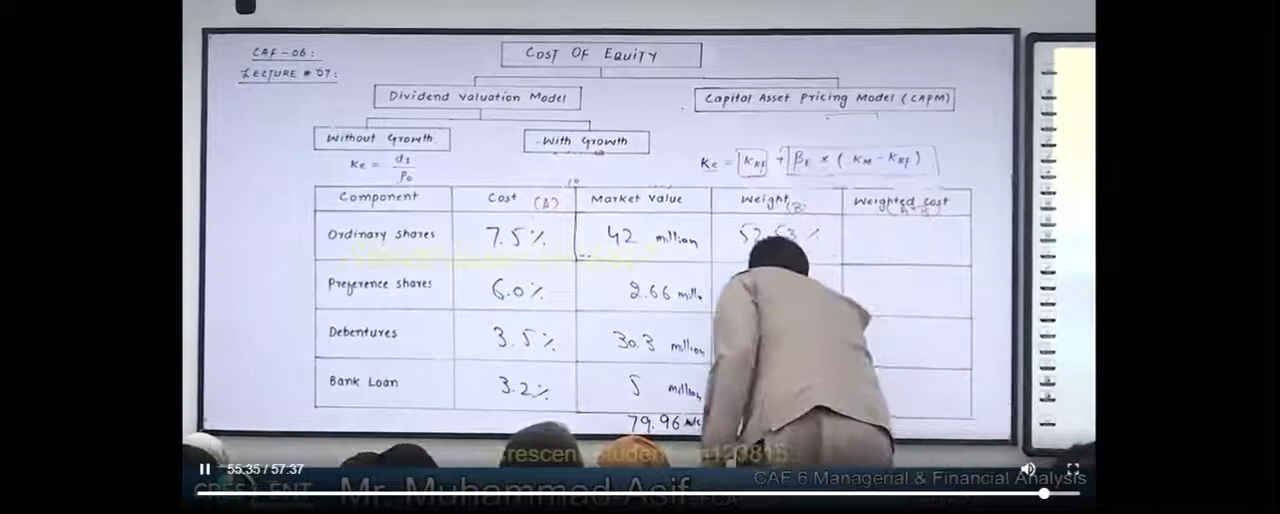 CAF-06:
LECTURE # 07:
COST OF EQUITY
Dividend Valuation Model
Capital Asset Pricing Model (CAPM)
Without Growth
With Growth
Ke = d1 / P0
Ke = KRF + βE × (KM - KRF)
Component Cost (A) Market Value Weight (B) Weighted Cost
Ordinary shares 7.5% 42 million
Preference shares 6.0% 2.66
Debentures 3.5% 30.3 million
Bank Loan 3.2% 5 million
79.96
55:35 / 57:37
Mr. Muhammad Asif
CAF 6 Managerial & Financial Analysis